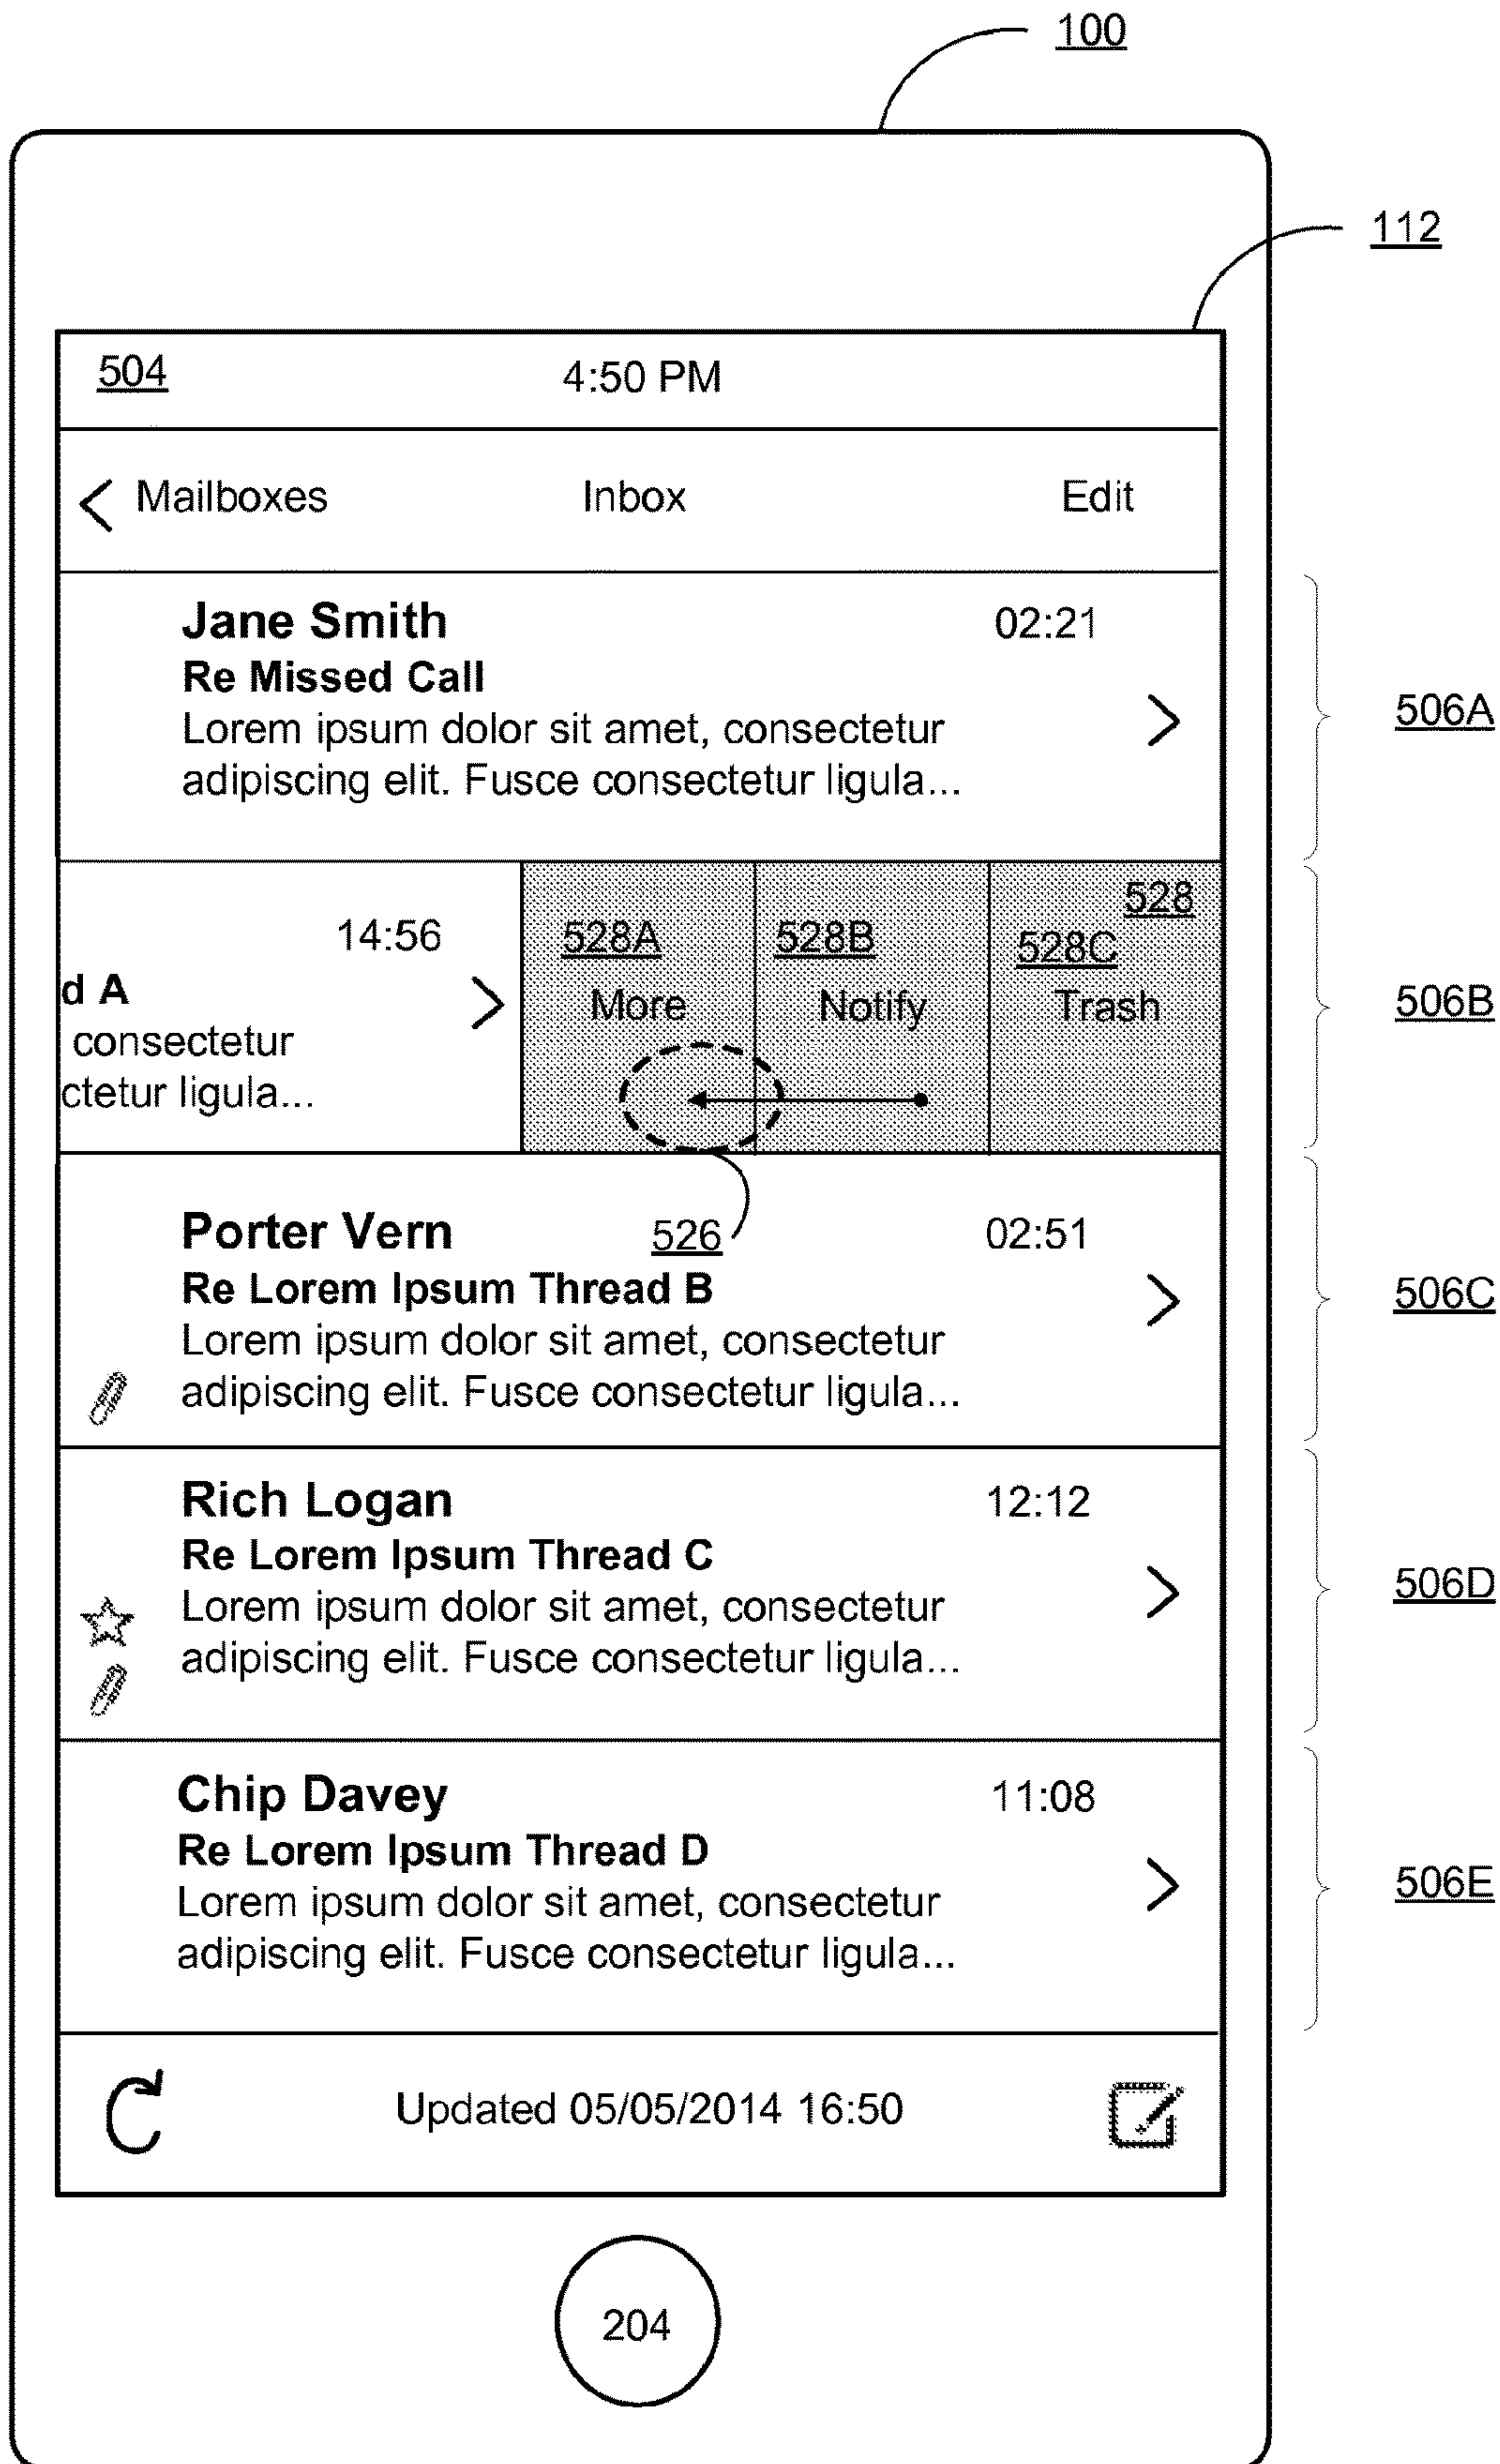 100
112
504 4:50 PM
Mailboxes Inbox Edit
Jane Smith 02:21
Re Missed Call
Lorem ipsum dolor sit amet, consectetur
adipiscing elit. Fusce consectetur ligula...
506A
528
14:56 528A 528B 528C
d A More Notify Trash
consectetur
ctetur ligula...
506B
Porter Vern 526 02:51
Re Lorem Ipsum Thread B
Lorem ipsum dolor sit amet, consectetur
adipiscing elit. Fusce consectetur ligula...
506C
Rich Logan 12:12
Re Lorem Ipsum Thread C
Lorem ipsum dolor sit amet, consectetur
adipiscing elit. Fusce consectetur ligula...
506D
Chip Davey 11:08
Re Lorem Ipsum Thread D
Lorem ipsum dolor sit amet, consectetur
adipiscing elit. Fusce consectetur ligula...
506E
Updated 05/05/2014 16:50
204